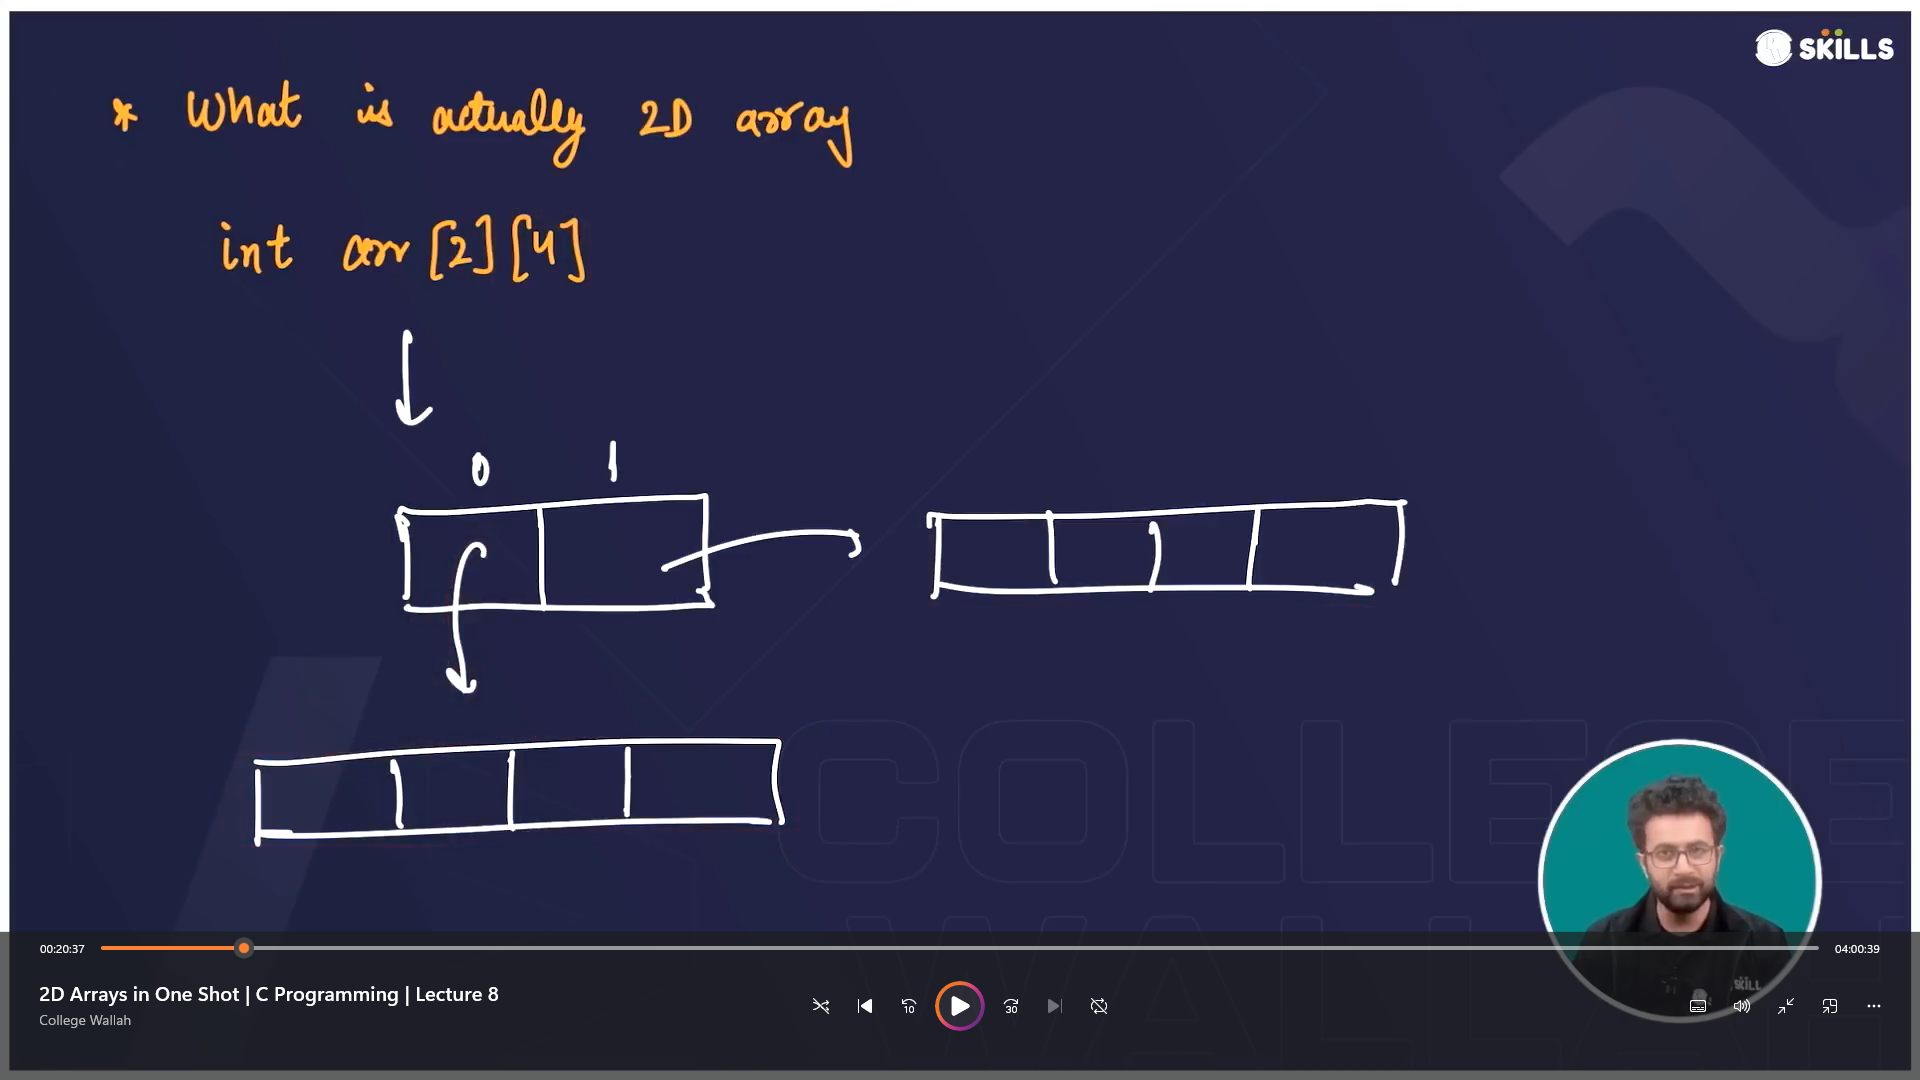 SKILLS
* What is actually 2D array
int arr [2] [4]
0 1
COLLEGE
WALLAH
SKILL
00:20:37
04:00:39
2D Arrays in One Shot | C Programming | Lecture 8
10
30
College Wallah